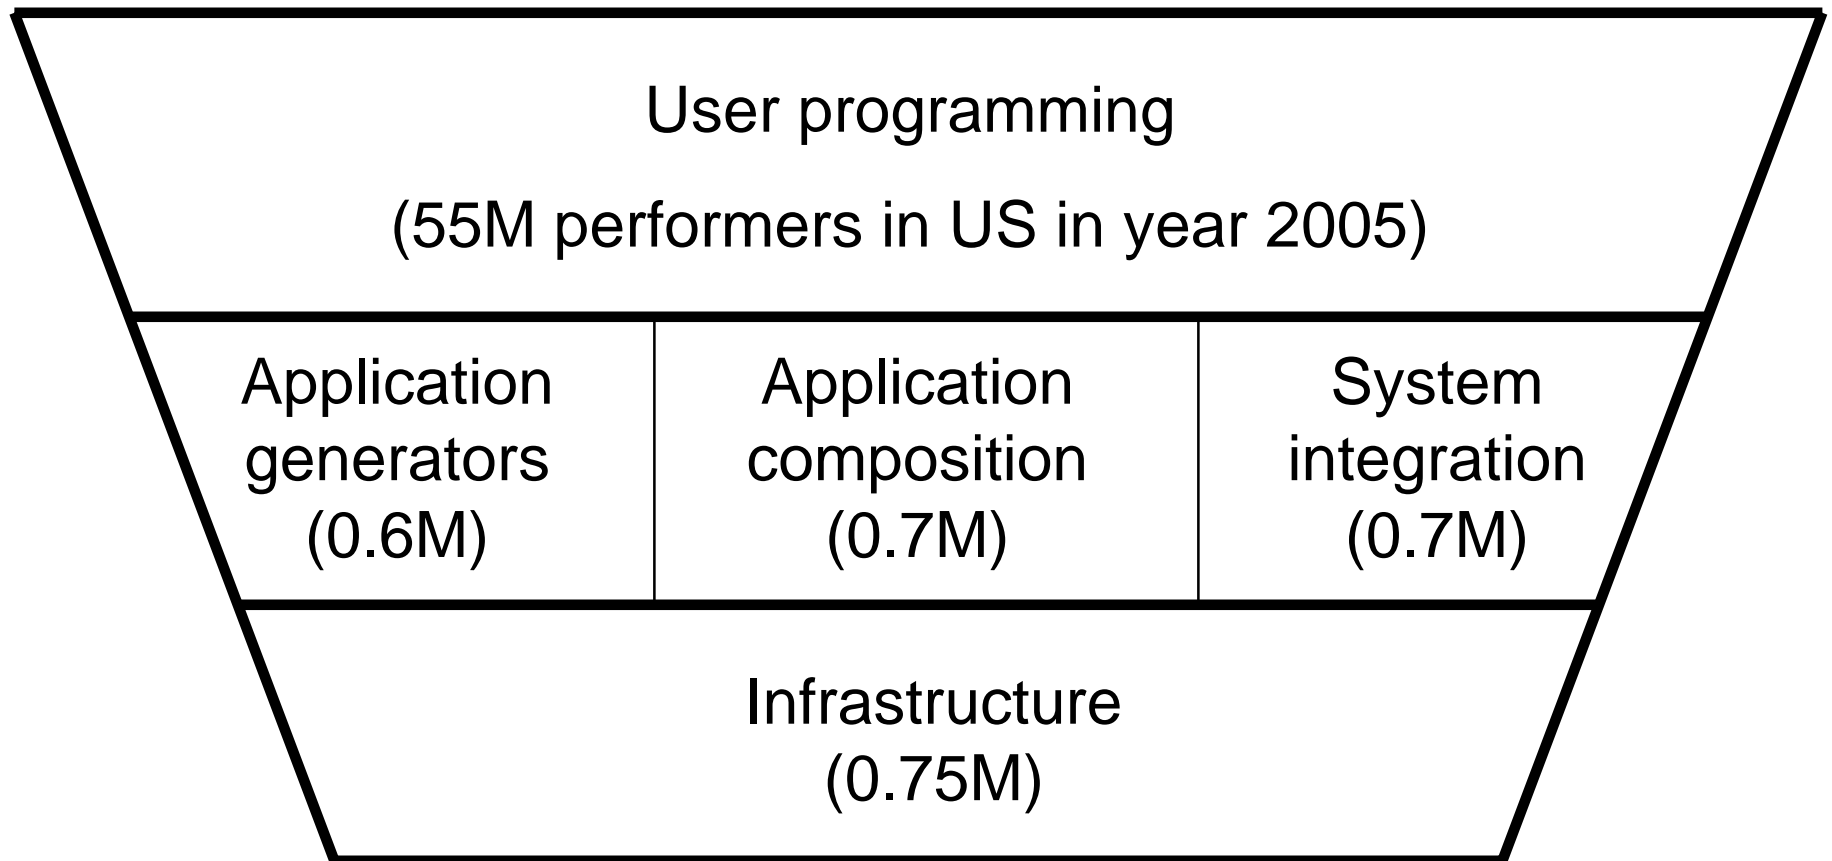 User programming
(55M performers in US in year 2005)
Application
generators
(0.6M)
Application
composition
(0.7M)
System
integration
(0.7M)
Infrastructure
(0.75M)